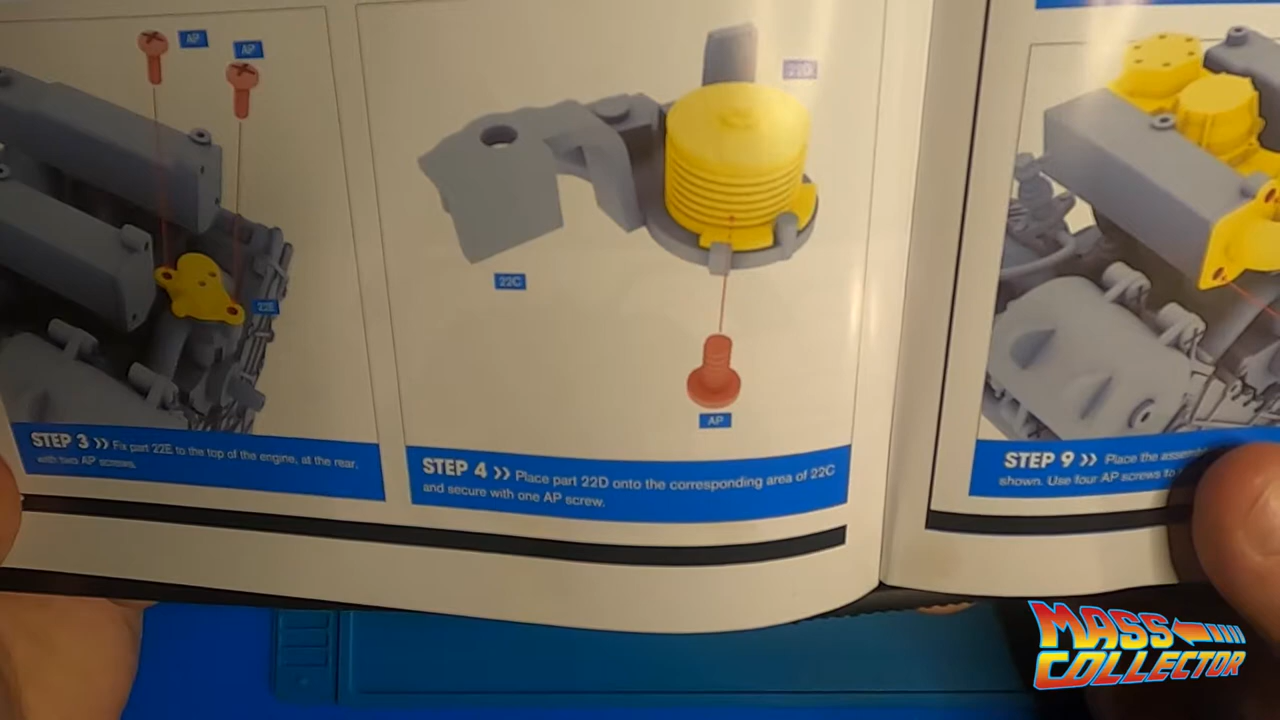 AP
AP
22E
STEP 3 >> Fix part 22E to the top of the engine, at the rear,
with two AP screws.
22D
22C
AP
STEP 4 >> Place part 22D onto the corresponding area of 22C
and secure with one AP screw.
STEP 9 >> Place the
shown. Use four AP screws to
MASS
COLLECTOR